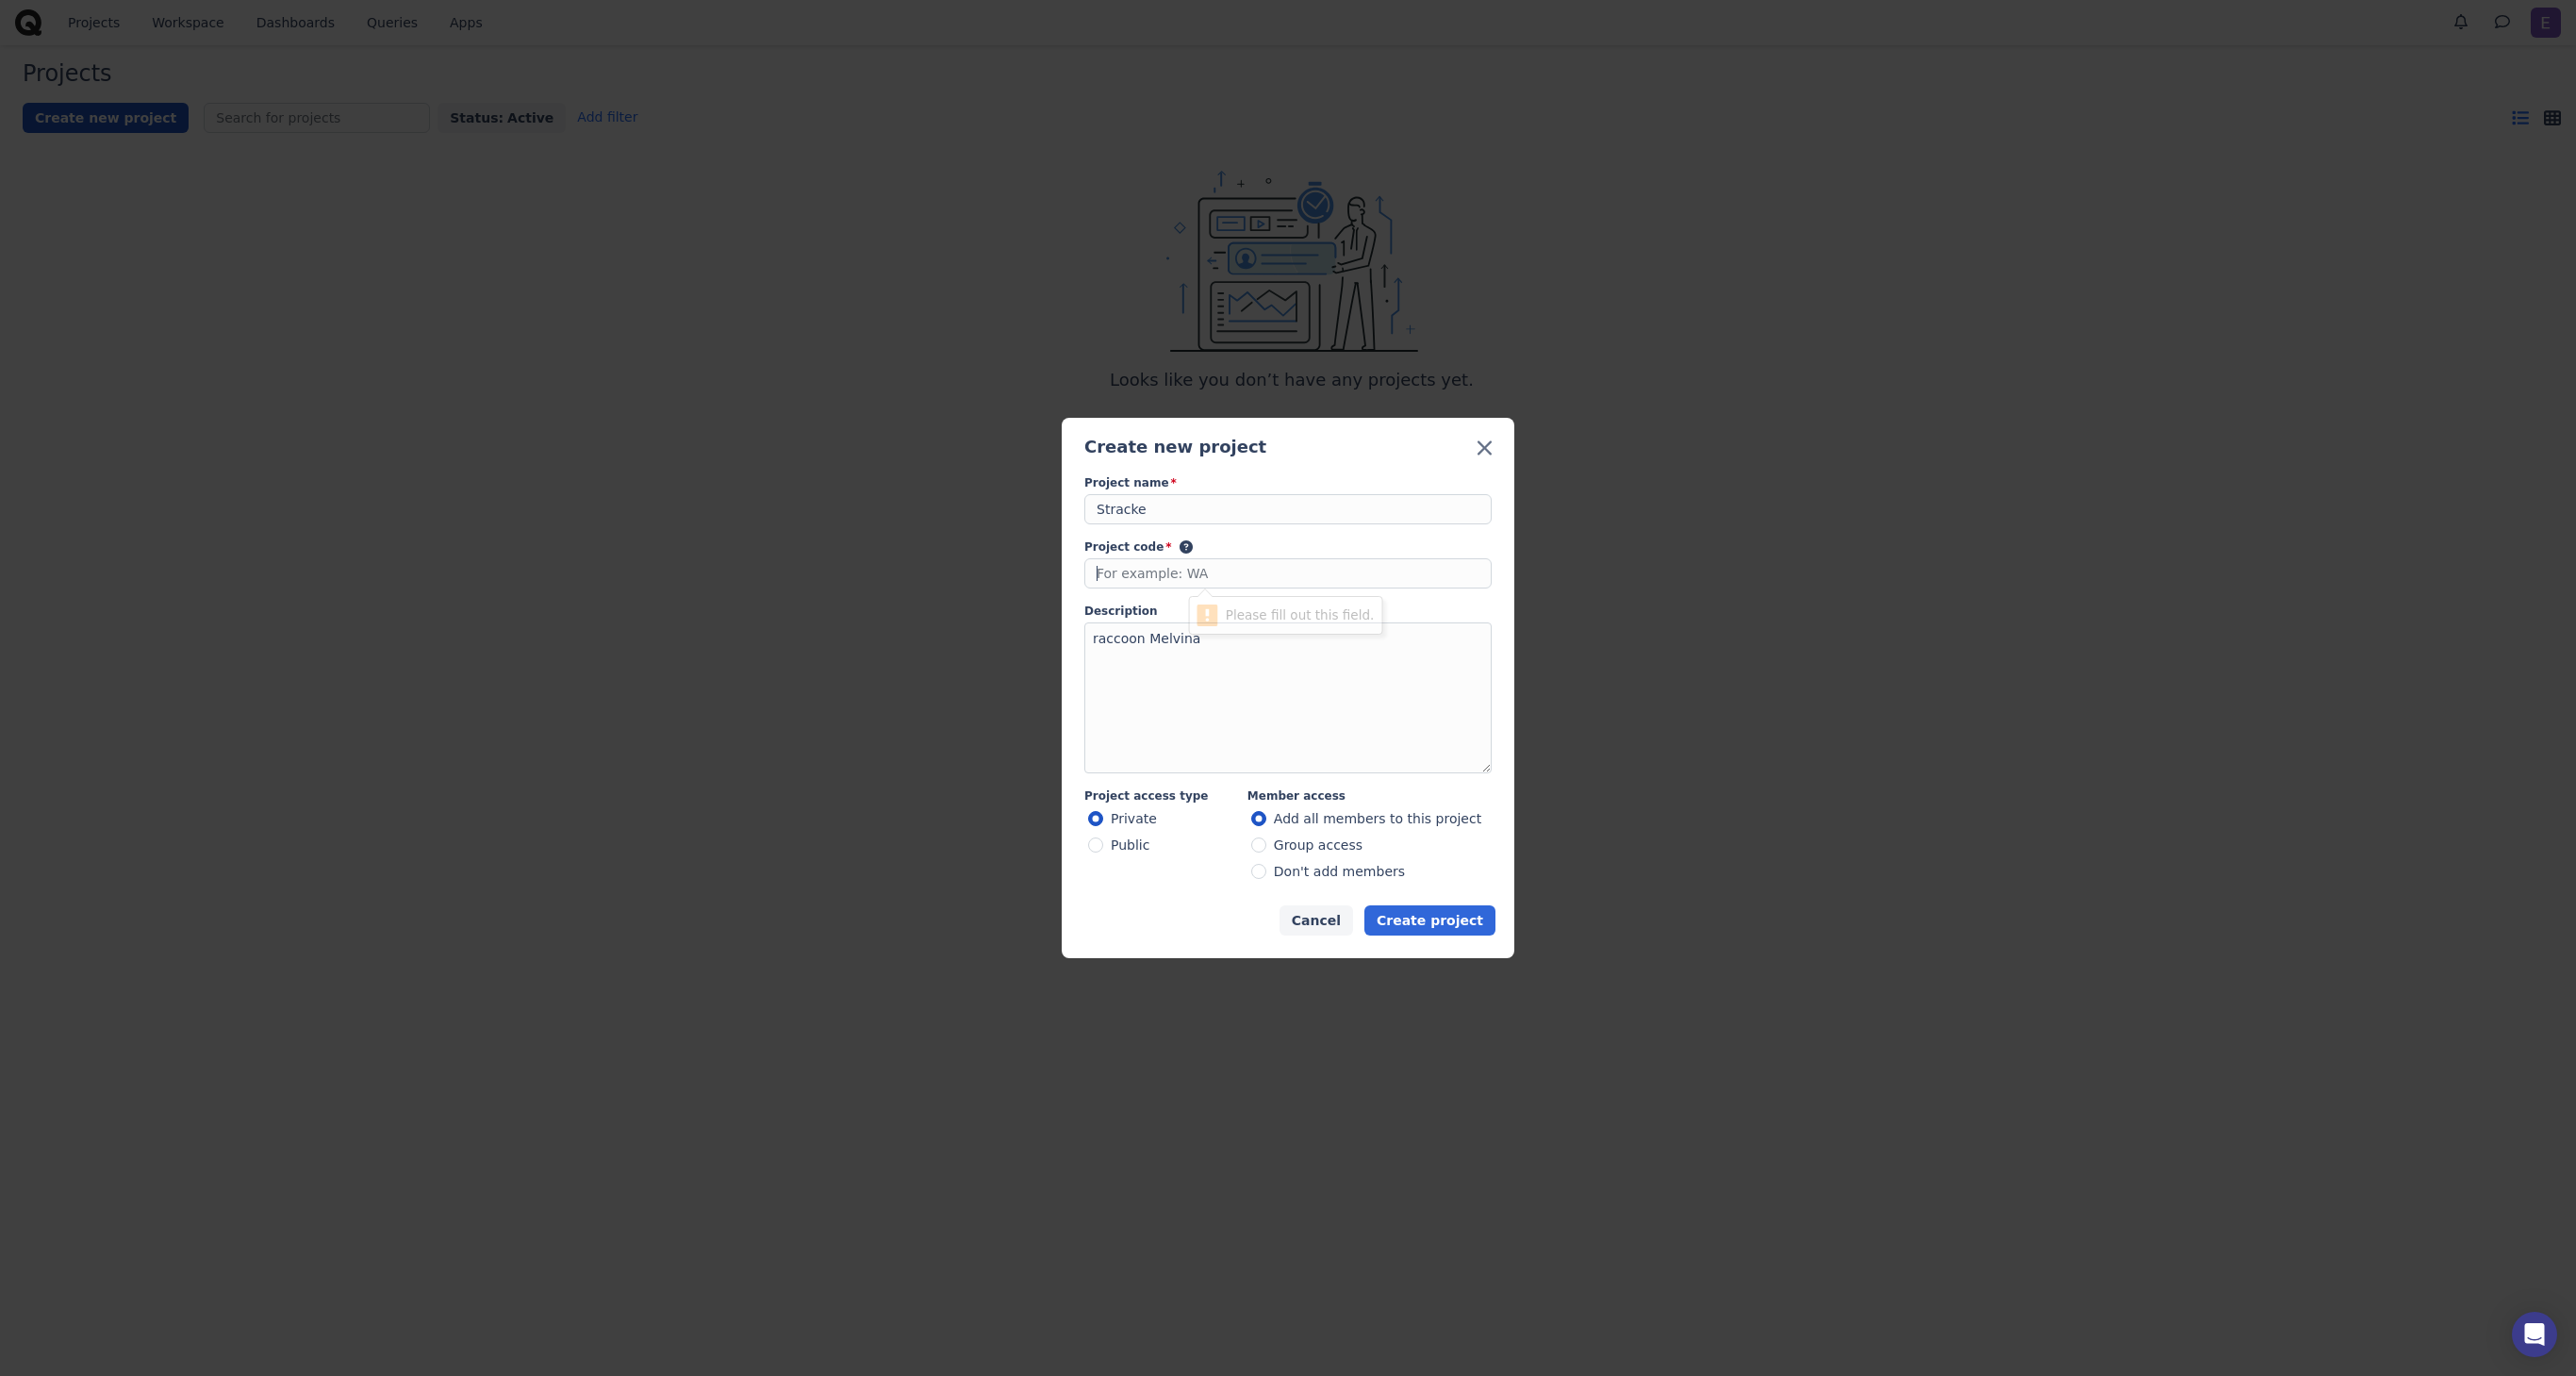 Projects Workspace Dashboards Queries Apps E
Projects
Create new project Search for projects Status: Active Add filter
Looks like you don’t have any projects yet.
Create new project
Project name*
Stracke
Project code* ?
For example: WA
Description
Please fill out this field.
raccoon Melvina
Project access type Member access
Private Add all members to this project
Public Group access
Don't add members
Cancel Create project